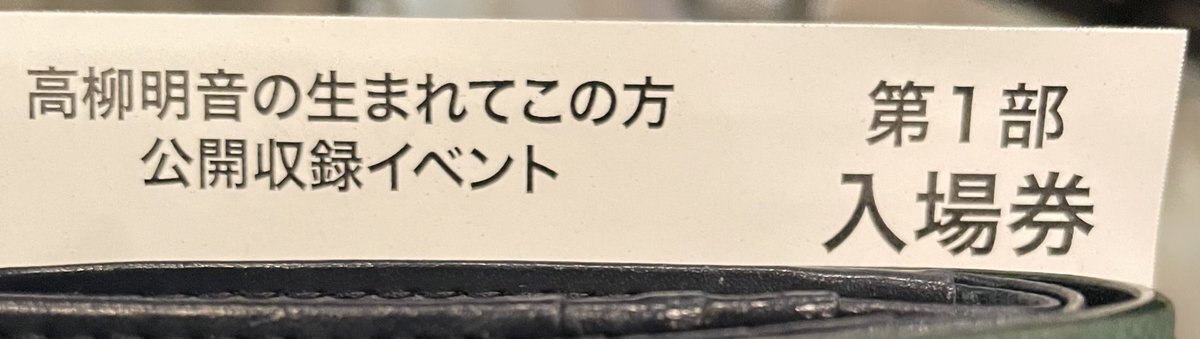 高柳明音の生まれてこの方
公開収録イベント
第1部
入場券